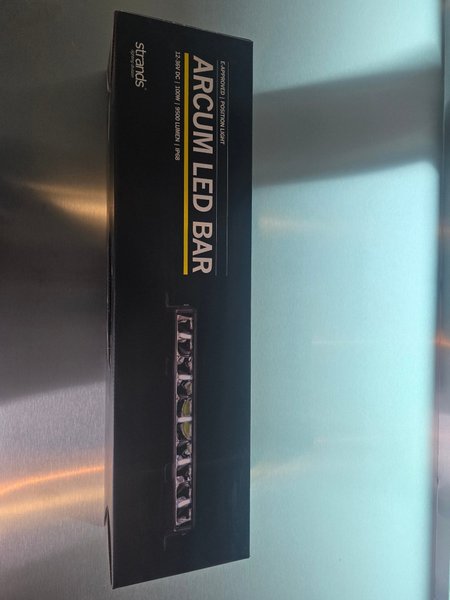 E-APPROVED | POSITION LIGHT
ARCUM LED BAR
12-36V DC | 100W | 9500 LUMEN | IP68
strands